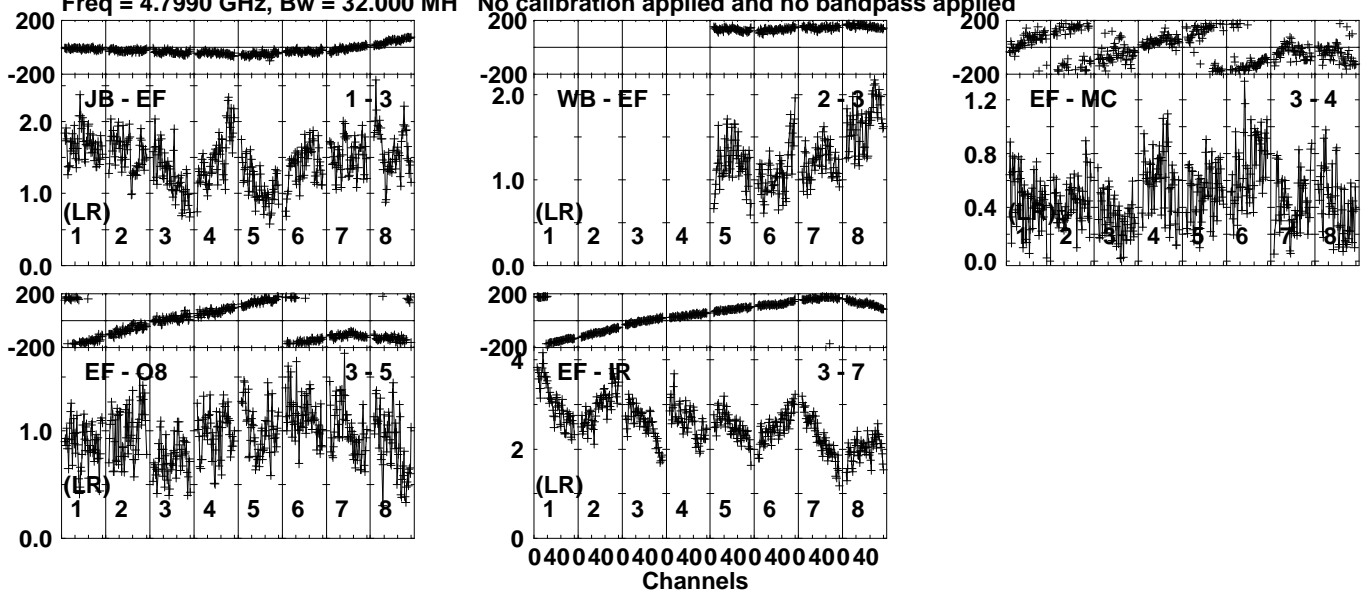 Freq = 4.7990 GHz, Bw = 32.000 MH No calibration applied and no bandpass applied
200
-200
JB - EF 1 - 3
2.0
1.0
(LR)
1 2 3 4 5 6 7 8
0.0
WB - EF 2 - 3
2.0
1.0
(LR)
1 2 3 4 5 6 7 8
0.0
200
-200
EF - MC 3 - 4
1.2
0.8
0.4
(LR)
1 2 3 4 5 6 7 8
0.0
200
-200
EF - O8 3 - 5
1.0
(LR)
1 2 3 4 5 6 7 8
0.0
200
-200
4
EF - IR 3 - 7
2
(LR)
1 2 3 4 5 6 7 8
0
0 40 0 40 0 40 0 40 0 40 0 40 0 40 0 40
Channels